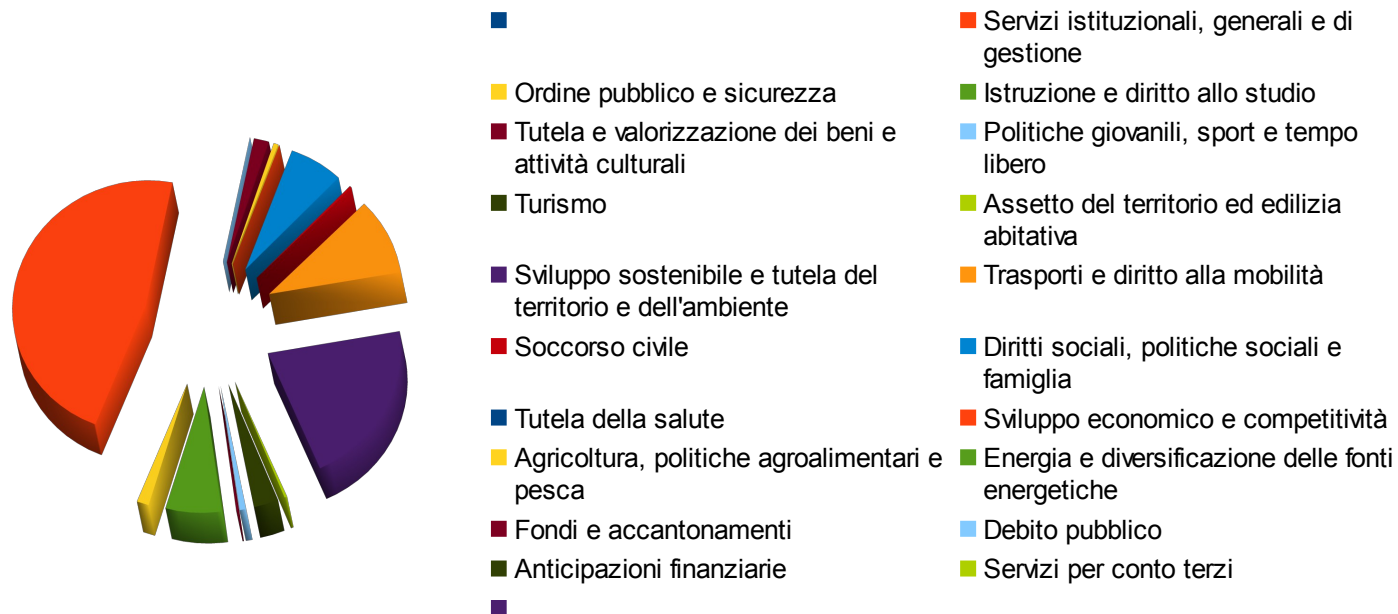 Servizi istituzionali, generali e di
gestione
Ordine pubblico e sicurezza
Istruzione e diritto allo studio
Tutela e valorizzazione dei beni e
attività culturali
Politiche giovanili, sport e tempo
libero
Turismo
Assetto del territorio ed edilizia
abitativa
Sviluppo sostenibile e tutela del
territorio e dell'ambiente
Trasporti e diritto alla mobilità
Soccorso civile
Diritti sociali, politiche sociali e
famiglia
Tutela della salute
Sviluppo economico e competitività
Agricoltura, politiche agroalimentari e
pesca
Energia e diversificazione delle fonti
energetiche
Fondi e accantonamenti
Debito pubblico
Anticipazioni finanziarie
Servizi per conto terzi